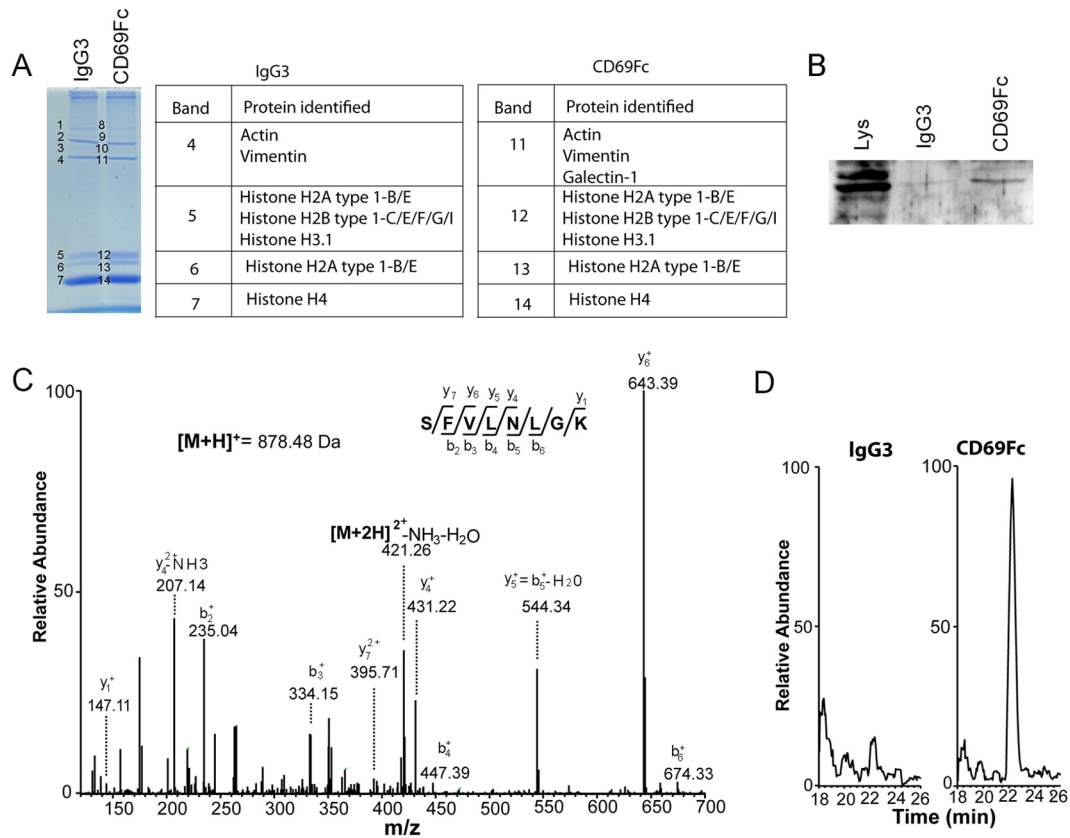 A
IgG3
CD69Fc
1
2
3
4
5
6
7
8
9
10
11
12
13
14
IgG3
Band Protein identified
4 Actin
Vimentin
5 Histone H2A type 1-B/E
Histone H2B type 1-C/E/F/G/I
Histone H3.1
6 Histone H2A type 1-B/E
7 Histone H4
CD69Fc
Band Protein identified
11 Actin
Vimentin
Galectin-1
12 Histone H2A type 1-B/E
Histone H2B type 1-C/E/F/G/I
Histone H3.1
13 Histone H2A type 1-B/E
14 Histone H4
B
Lys
IgG3
CD69Fc
C
100
50
0
Relative Abundance
[M+H]⁺= 878.48 Da
y7 y6 y5 y4 y1
S/F/V/L/N/L/G/K
b2 b3 b4 b5 b6
y6+
643.39
[M+2H]2+-NH3-H2O
421.26
y4 2+-NH3
207.14
b2+
235.04
y1+
147.11
b3+
334.15
y7 2+
395.71
y4+
431.22
b4+
447.39
y5+=b5+-H2O
544.34
b6+
674.33
150 200 250 300 350 400 450 500 550 600 650 700
m/z
D
IgG3
CD69Fc
100
50
0
100
50
0
Relative Abundance
18 20 22 24 26
18 20 22 24 26
Time (min)